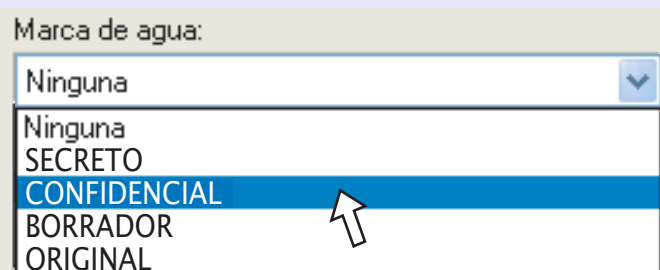 Marca de agua:
Ninguna
Ninguna
SECRETO
CONFIDENCIAL
BORRADOR
ORIGINAL